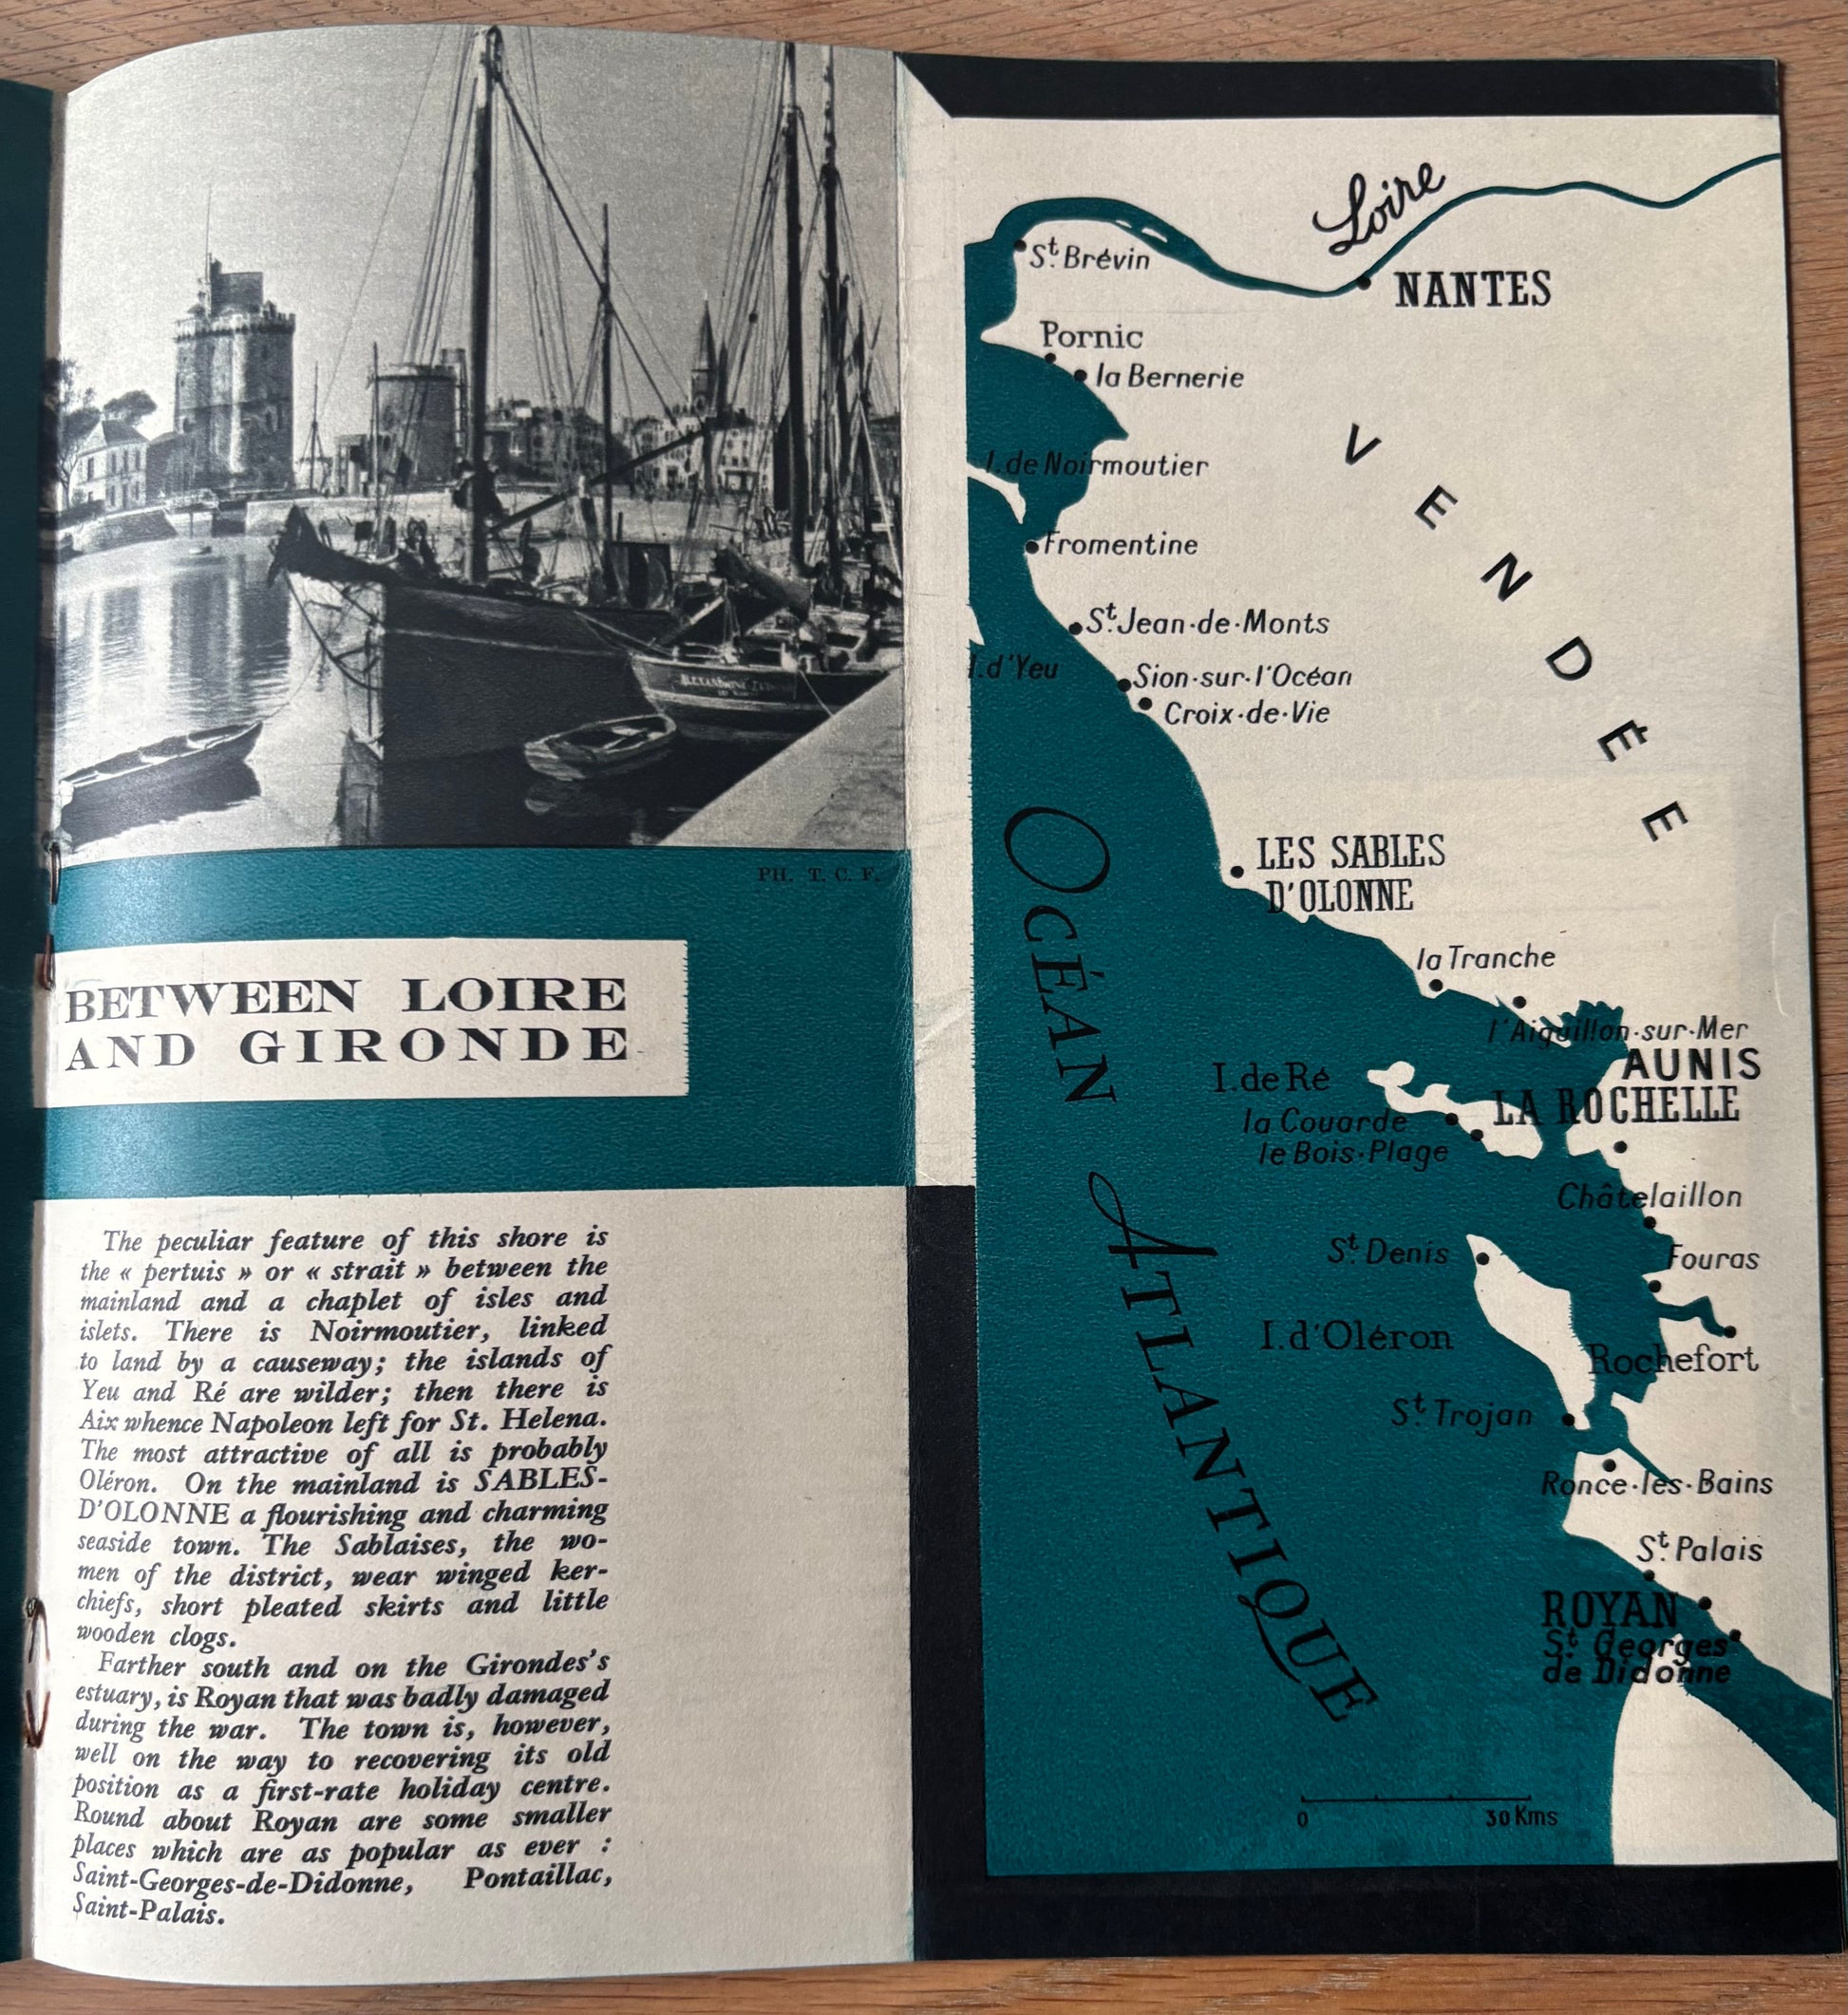 PH. T. C. F.
BETWEEN LOIRE
AND GIRONDE
The peculiar feature of this shore is
the « pertuis » or « strait » between the
mainland and a chaplet of isles and
islets. There is Noirmoutier, linked
to land by a causeway; the islands of
Yeu and Ré are wilder; then there is
Aix whence Napoleon left for St. Helena.
The most attractive of all is probably
Oléron. On the mainland is SABLES-
D'OLONNE a flourishing and charming
seaside town. The Sablaises, the wo-
men of the district, wear winged ker-
chiefs, short pleated skirts and little
wooden clogs.
Farther south and on the Girondes's
estuary, is Royan that was badly damaged
during the war. The town is, however,
well on the way to recovering its old
position as a first-rate holiday centre.
Round about Royan are some smaller
places which are as popular as ever :
Saint-Georges-de-Didonne, Pontaillac,
Saint-Palais.
Loire
St. Brévin
NANTES
Pornic
la Bernerie
I. de Noirmoutier
Fromentine
St. Jean-de-Monts
I. d'Yeu
Sion-sur-l'Océan
Croix-de-Vie
VENDÉE
LES SABLES
D'OLONNE
la Tranche
l'Aiguillon-sur-Mer
AUNIS
I. de Ré
LA ROCHELLE
la Couarde
le Bois-Plage
Châtelaillon
St. Denis
Fouras
I. d'Oléron
Rochefort
St. Trojan
Ronce-les-Bains
St. Palais
ROYAN
St. Georges
de Didonne
OCÉAN ATLANTIQUE
0 30 Kms